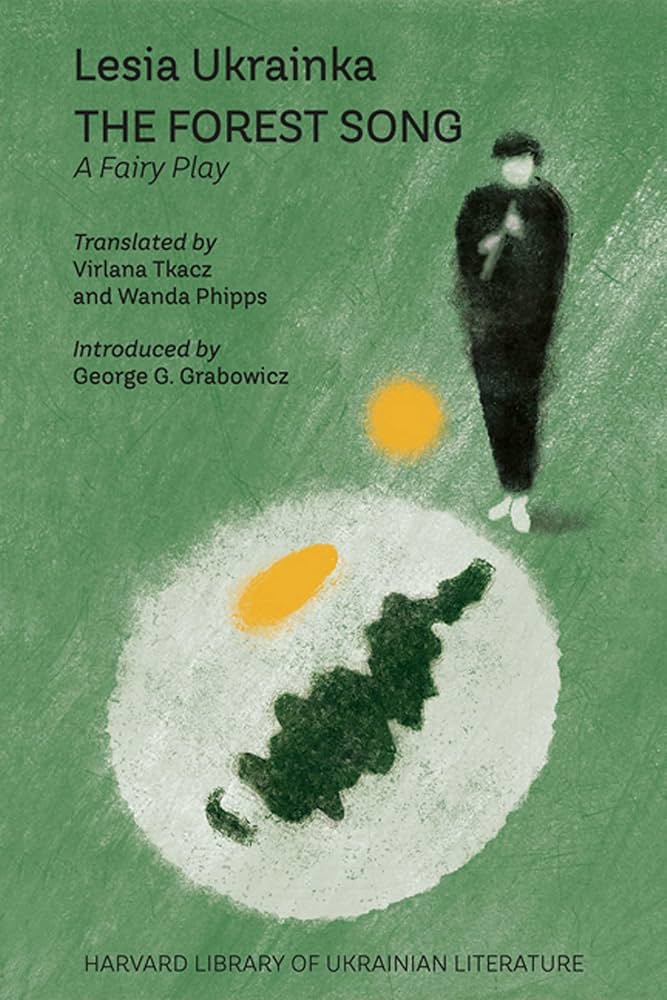 Lesia Ukrainka
THE FOREST SONG
A Fairy Play
Translated by
Virlana Tkacz
and Wanda Phipps
Introduced by
George G. Grabowicz
HARVARD LIBRARY OF UKRAINIAN LITERATURE